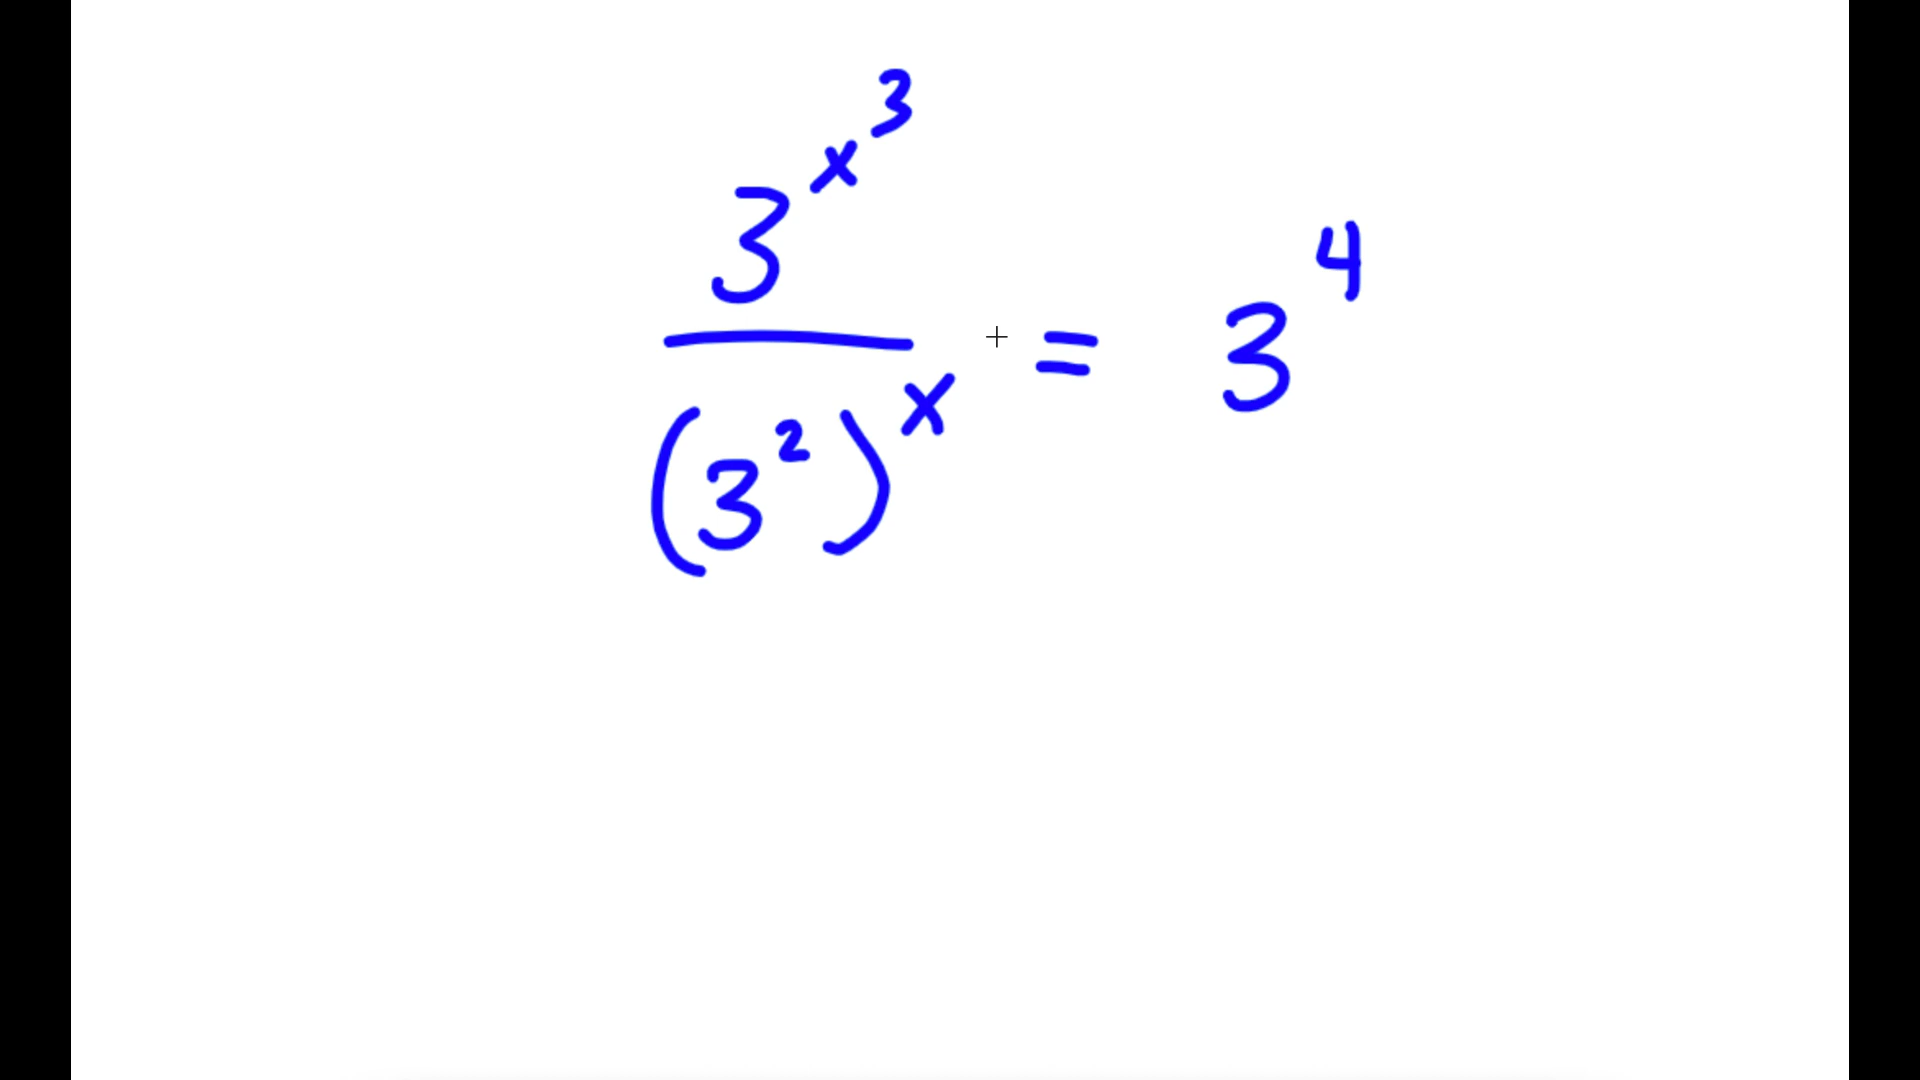 3^{x^3} / (3^2)^x = 3^4